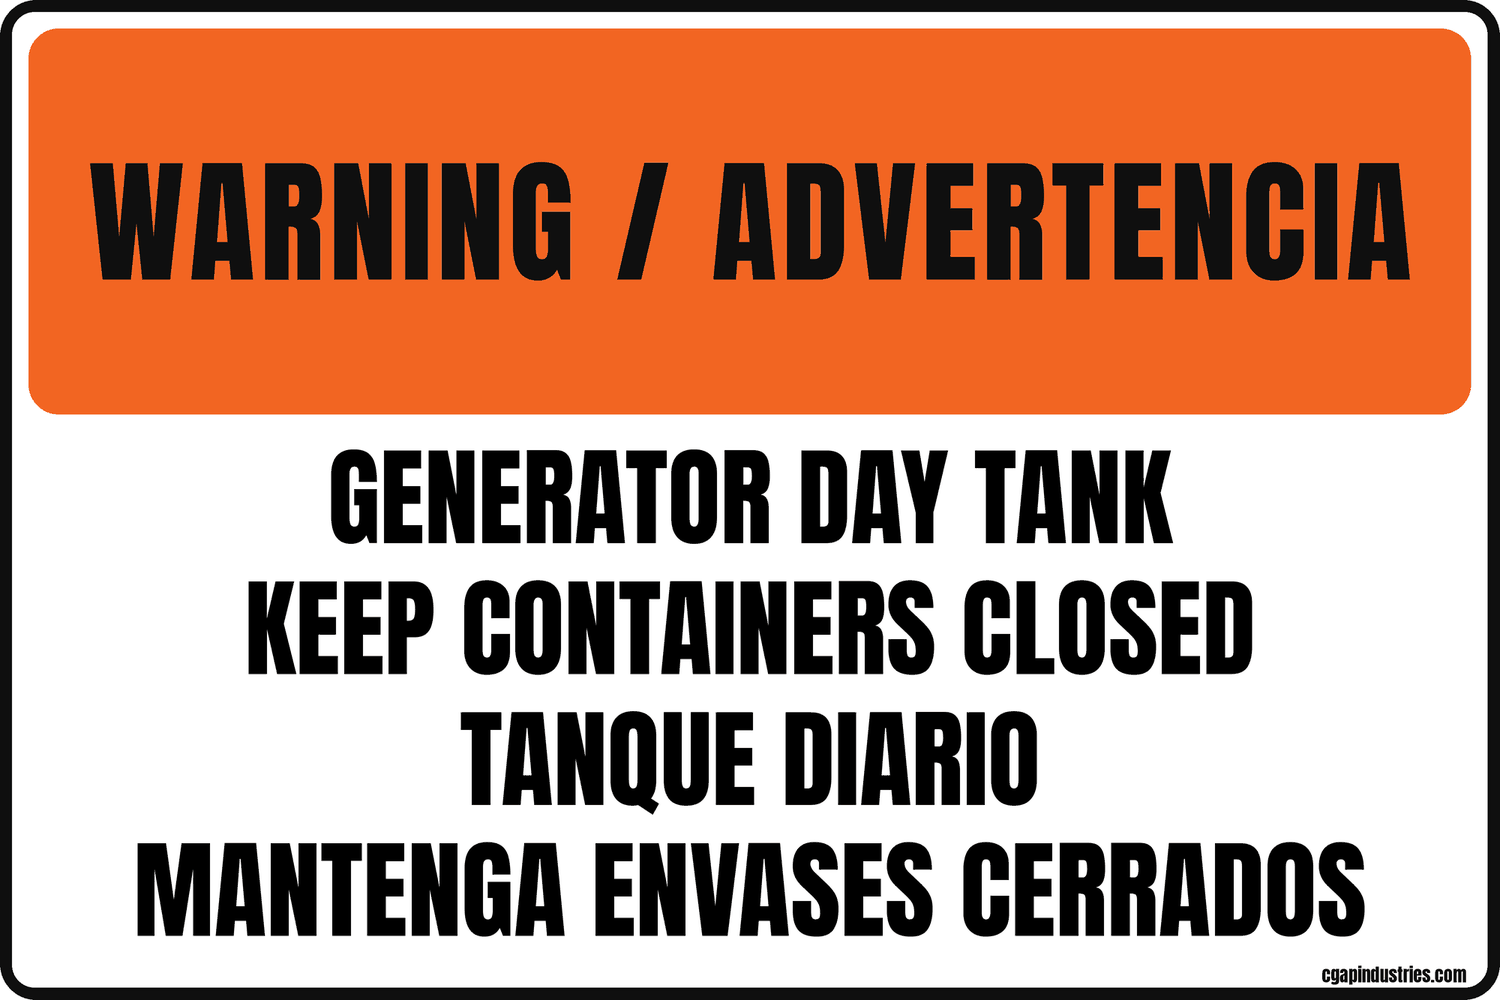 WARNING / ADVERTENCIA
GENERATOR DAY TANK
KEEP CONTAINERS CLOSED
TANQUE DIARIO
MANTENGA ENVASES CERRADOS
cgapindustries.com